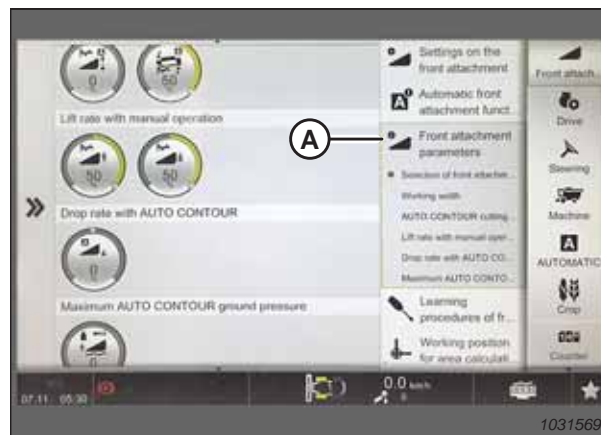 0
50
Lift rate with manual operation
50
50
Drop rate with AUTO CONTOUR
0
Maximum AUTO CONTOUR ground pressure
Settings on the
front attachment
Automatic front
attachment funct
A
Front attachment
parameters
Selection of front attachm...
Working width
AUTO CONTOUR cutting...
Lift rate with manual oper...
Drop rate with AUTO CO...
Maximum AUTO CONTO...
Learning
procedures of fr...
Working position
for area calculati
Front attach.
Drive
Steering
Machine
A
AUTOMATIC
Crop
Counter
07.11 05:30
0.0 km/h
0
1031569